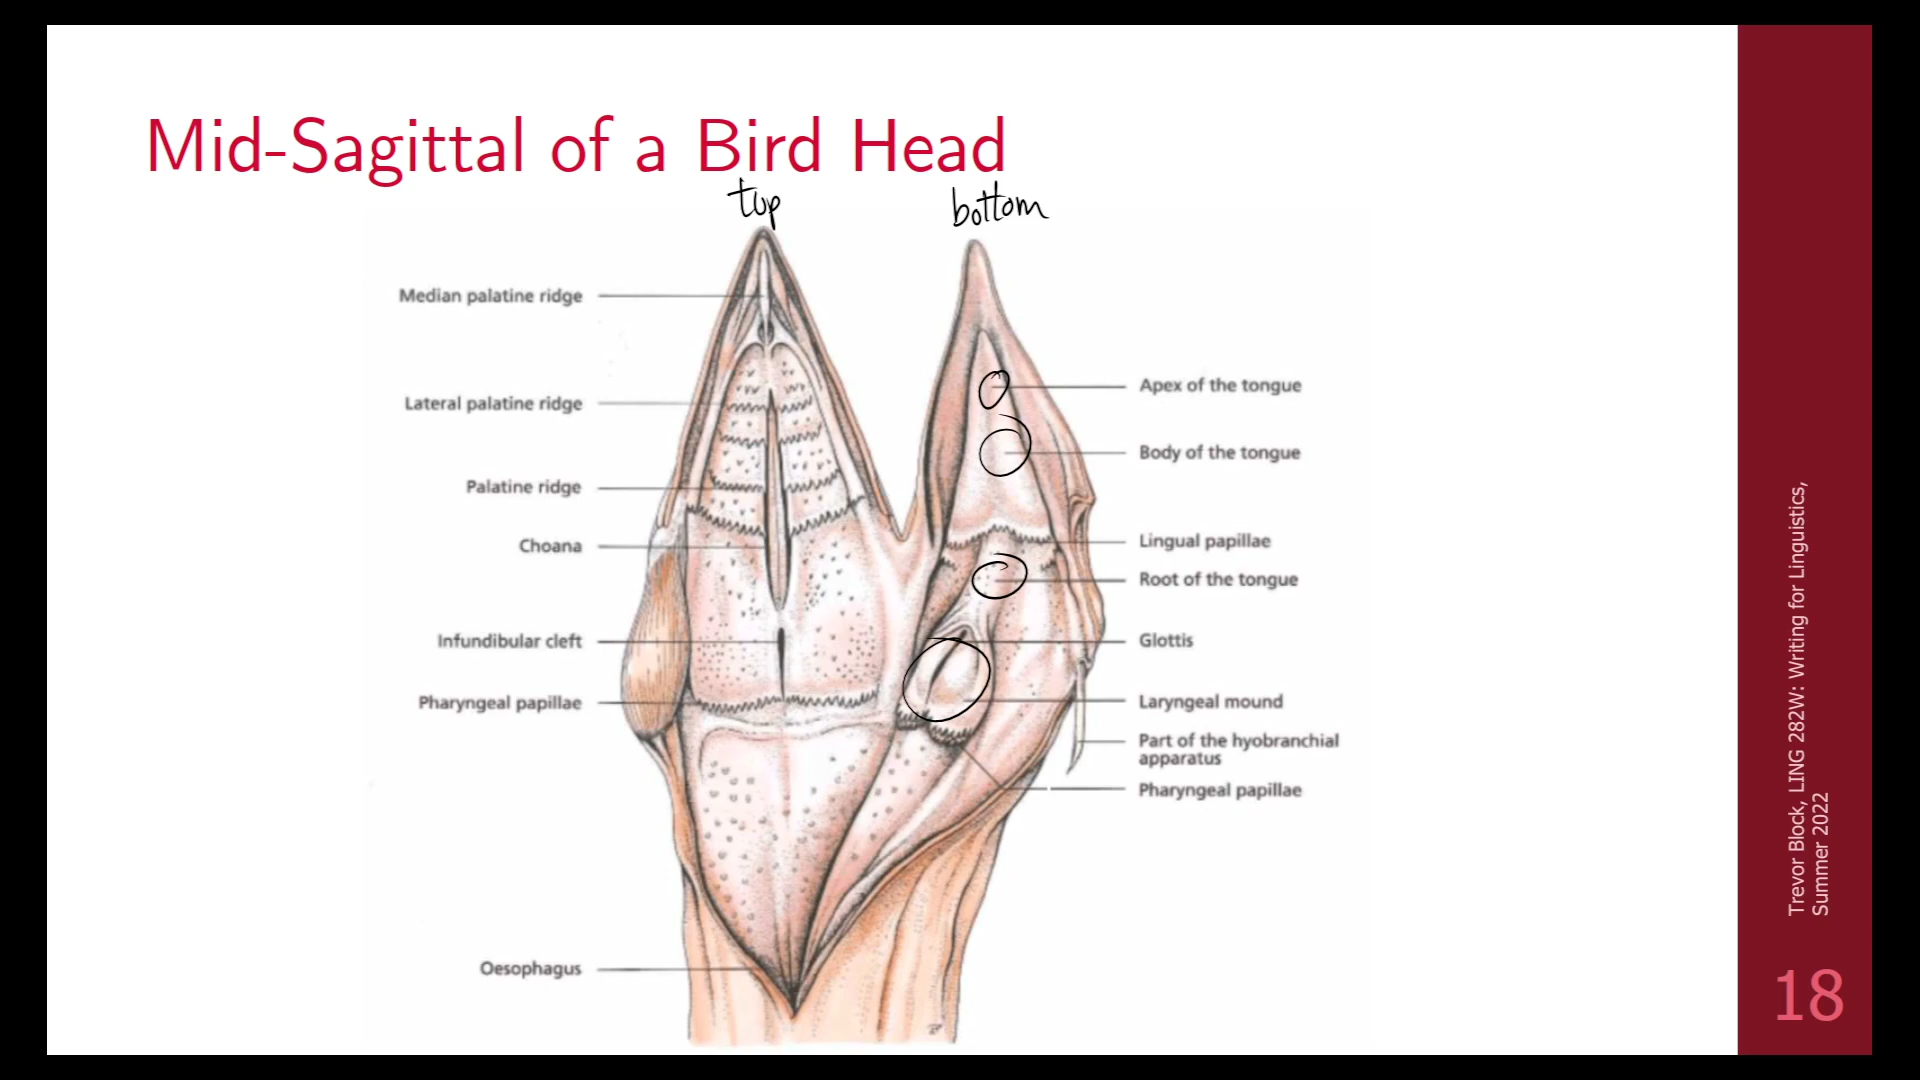 Mid-Sagittal of a Bird Head
top
bottom
Median palatine ridge
Lateral palatine ridge
Palatine ridge
Choana
Infundibular cleft
Pharyngeal papillae
Oesophagus
Apex of the tongue
Body of the tongue
Lingual papillae
Root of the tongue
Glottis
Laryngeal mound
Part of the hyobranchial
apparatus
Pharyngeal papillae
Trevor Block, LING 282W: Writing for Linguistics,
Summer 2022
18